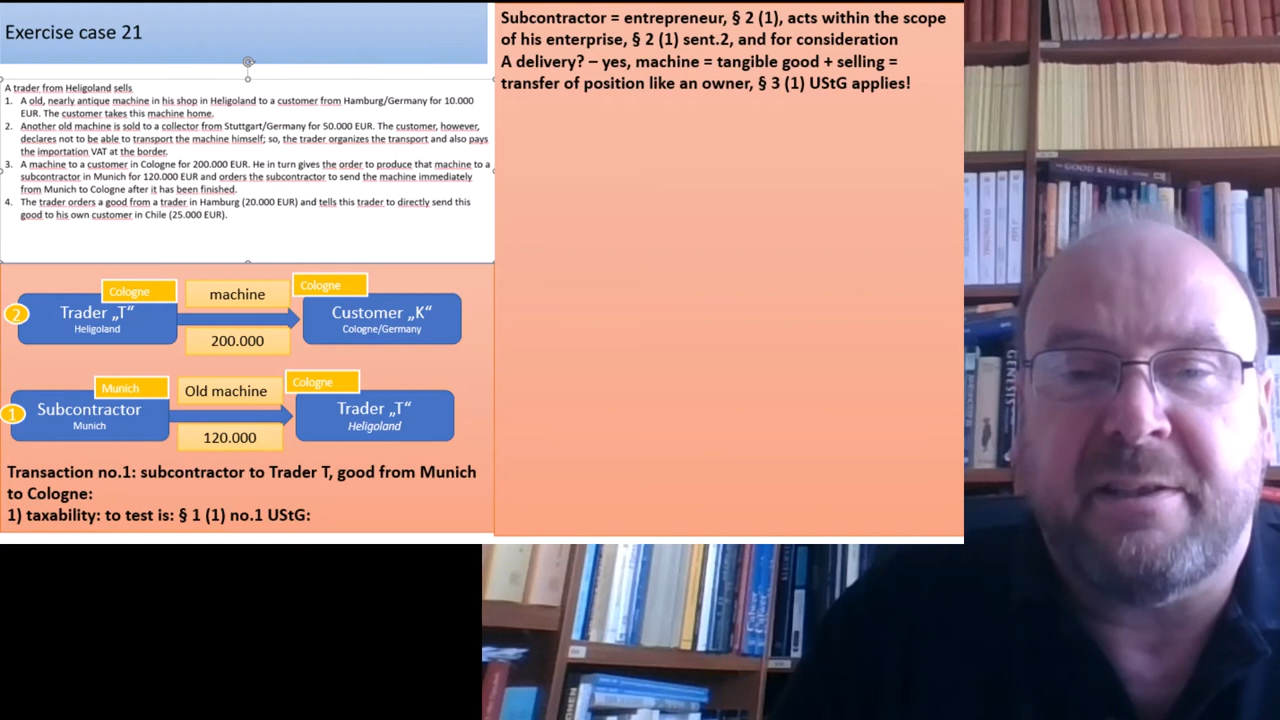 Exercise case 21
A trader from Heligoland sells
1. A old, nearly antique machine in his shop in Heligoland to a customer from Hamburg/Germany for 10.000
EUR. The customer takes this machine home.
2. Another old machine is sold to a collector from Stuttgart/Germany for 50.000 EUR. The customer, however,
declares not to be able to transport the machine himself; so, the trader organizes the transport and also pays
the importation VAT at the border.
3. A machine to a customer in Cologne for 200.000 EUR. He in turn gives the order to produce that machine to a
subcontractor in Munich for 120.000 EUR and orders the subcontractor to send the machine immediately
from Munich to Cologne after it has been finished.
4. The trader orders a good from a trader in Hamburg (20.000 EUR) and tells this trader to directly send this
good to his own customer in Chile (25.000 EUR).
Cologne
machine
Cologne
2
Trader „T“
Heligoland
Customer „K“
Cologne/Germany
200.000
Munich
Old machine
Cologne
1
Subcontractor
Munich
Trader „T“
Heligoland
120.000
Transaction no.1: subcontractor to Trader T, good from Munich
to Cologne:
1) taxability: to test is: § 1 (1) no.1 UStG:
Subcontractor = entrepreneur, § 2 (1), acts within the scope
of his enterprise, § 2 (1) sent.2, and for consideration
A delivery? – yes, machine = tangible good + selling =
transfer of position like an owner, § 3 (1) UStG applies!
GOOD KINGS
GENESIS